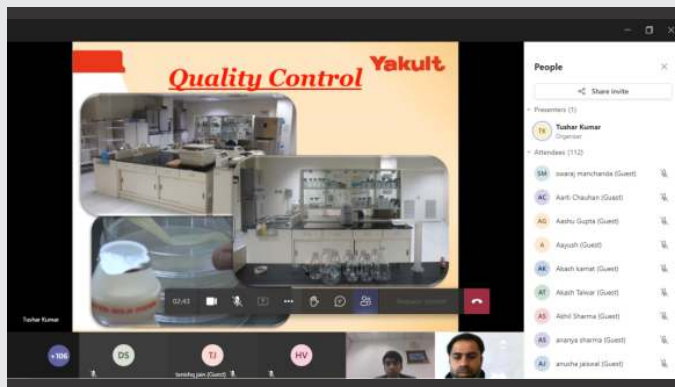 Quality Control
Yakult
02:43
Tushar Kumar
+106
DS
TJ
HV
tanishq jain (Guest)
People
Share invite
Presenters (1)
TK
Tushar Kumar
Organiser
Attendees (112)
SM
swaraj manchanda (Guest)
AC
Aarti Chauhan (Guest)
AG
Aashu Gupta (Guest)
A
Aayush (Guest)
AK
Akash kamat (Guest)
AT
Akash Talwar (Guest)
AS
Akhil Sharma (Guest)
AS
ananya sharma (Guest)
AJ
anusha jaiswal (Guest)